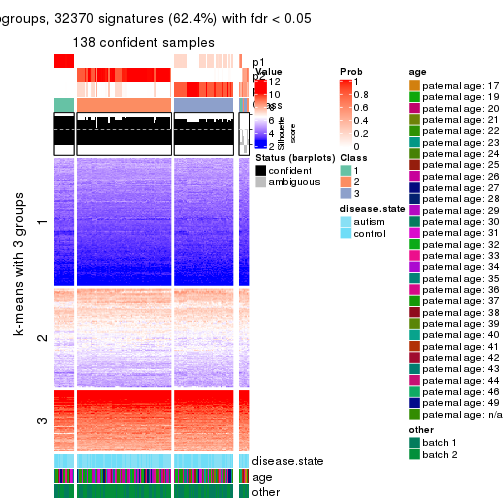 groups, 32370 signatures (62.4%) with fdr < 0.05
138 confident samples
p1
p2
Value
12
10
8
6
4
2
Silhouette
score
Status (barplots)
confident
ambiguous
Prob
1
0.8
0.6
0.4
0.2
0
Class
1
2
3
disease.state
autism
control
age
paternal age: 17
paternal age: 19
paternal age: 20
paternal age: 21
paternal age: 22
paternal age: 23
paternal age: 24
paternal age: 25
paternal age: 26
paternal age: 27
paternal age: 28
paternal age: 29
paternal age: 30
paternal age: 31
paternal age: 32
paternal age: 33
paternal age: 34
paternal age: 35
paternal age: 36
paternal age: 37
paternal age: 38
paternal age: 39
paternal age: 40
paternal age: 41
paternal age: 42
paternal age: 43
paternal age: 44
paternal age: 46
paternal age: 49
paternal age: n/a
other
batch 1
batch 2
k-means with 3 groups
1
2
3
disease.state
age
other